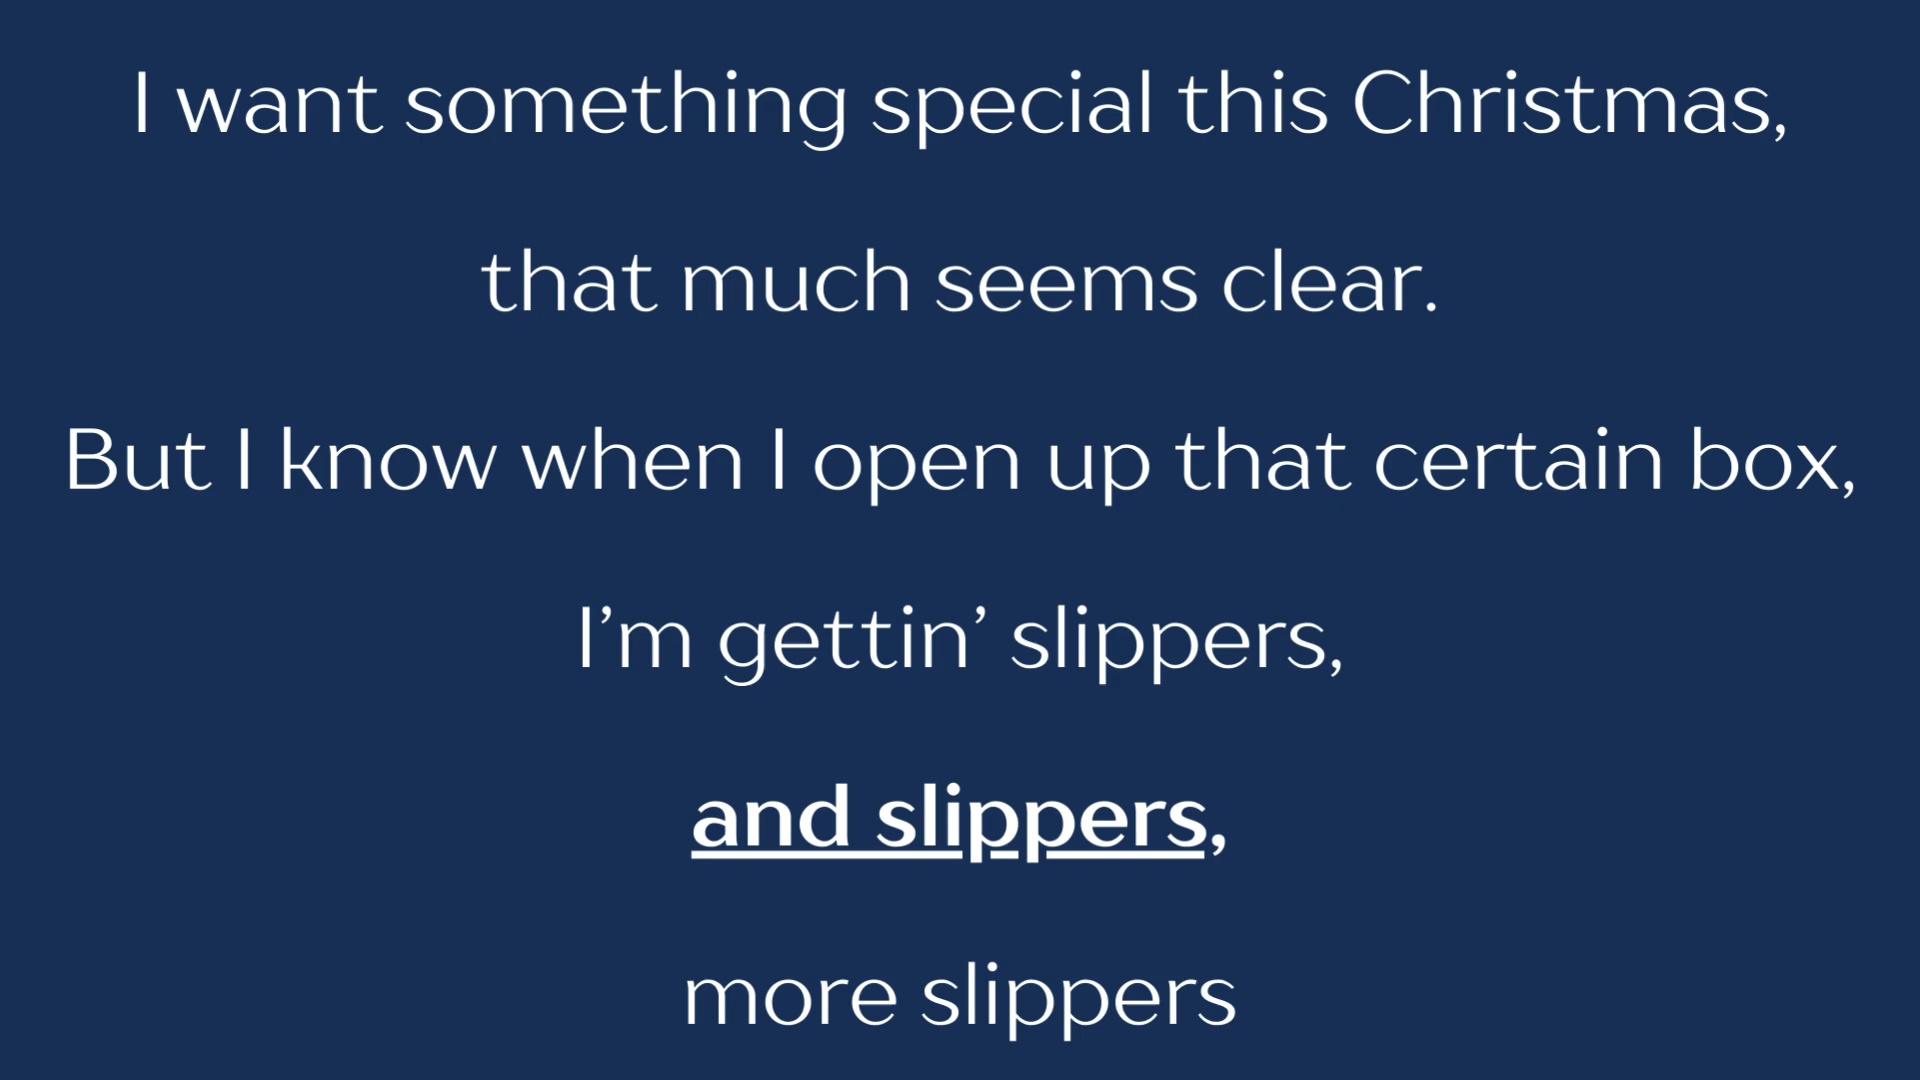 I want something special this Christmas,
that much seems clear.
But I know when I open up that certain box,
I’m gettin’ slippers,
and slippers,
more slippers